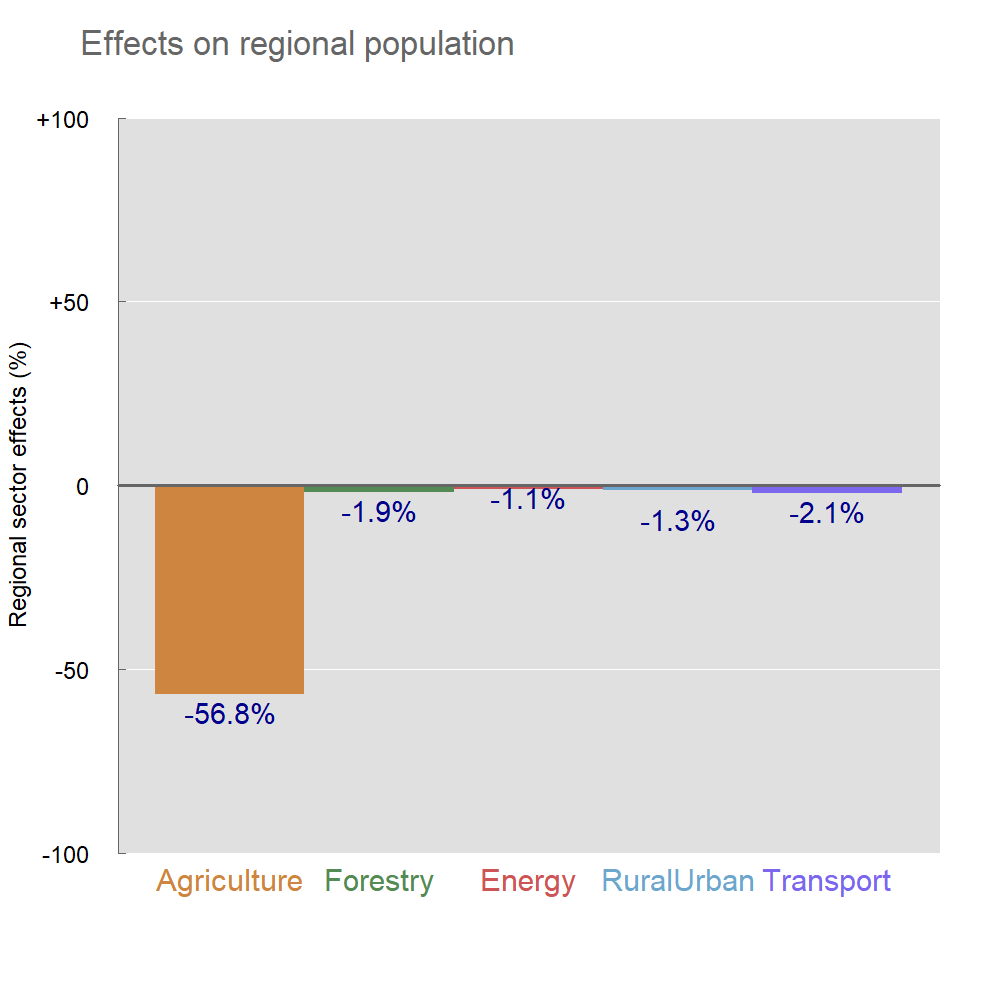 Effects on regional population
+100
+50
0
-50
-100
Regional sector effects (%)
-56.8%
-1.9%
-1.1%
-1.3%
-2.1%
Agriculture
Forestry
Energy
RuralUrban
Transport